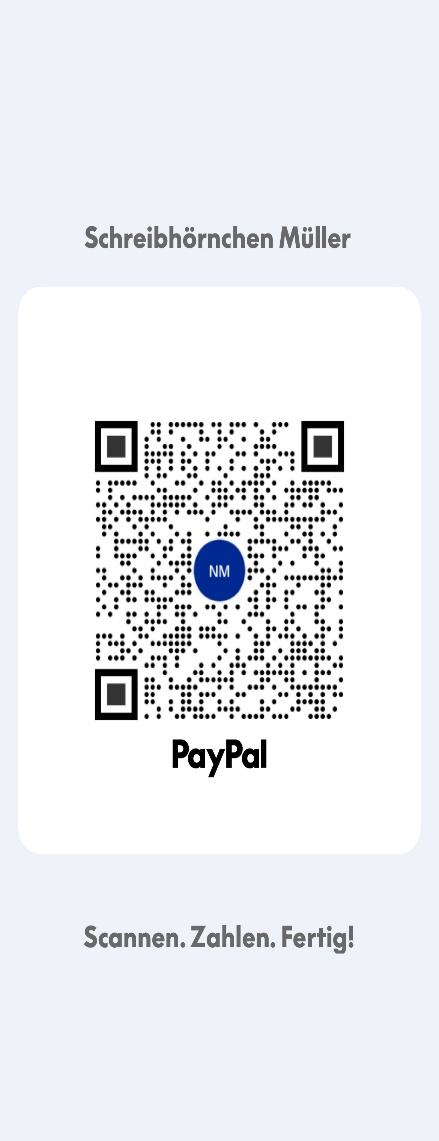 Schreibhörnchen Müller
NM
PayPal
Scannen. Zahlen. Fertig!